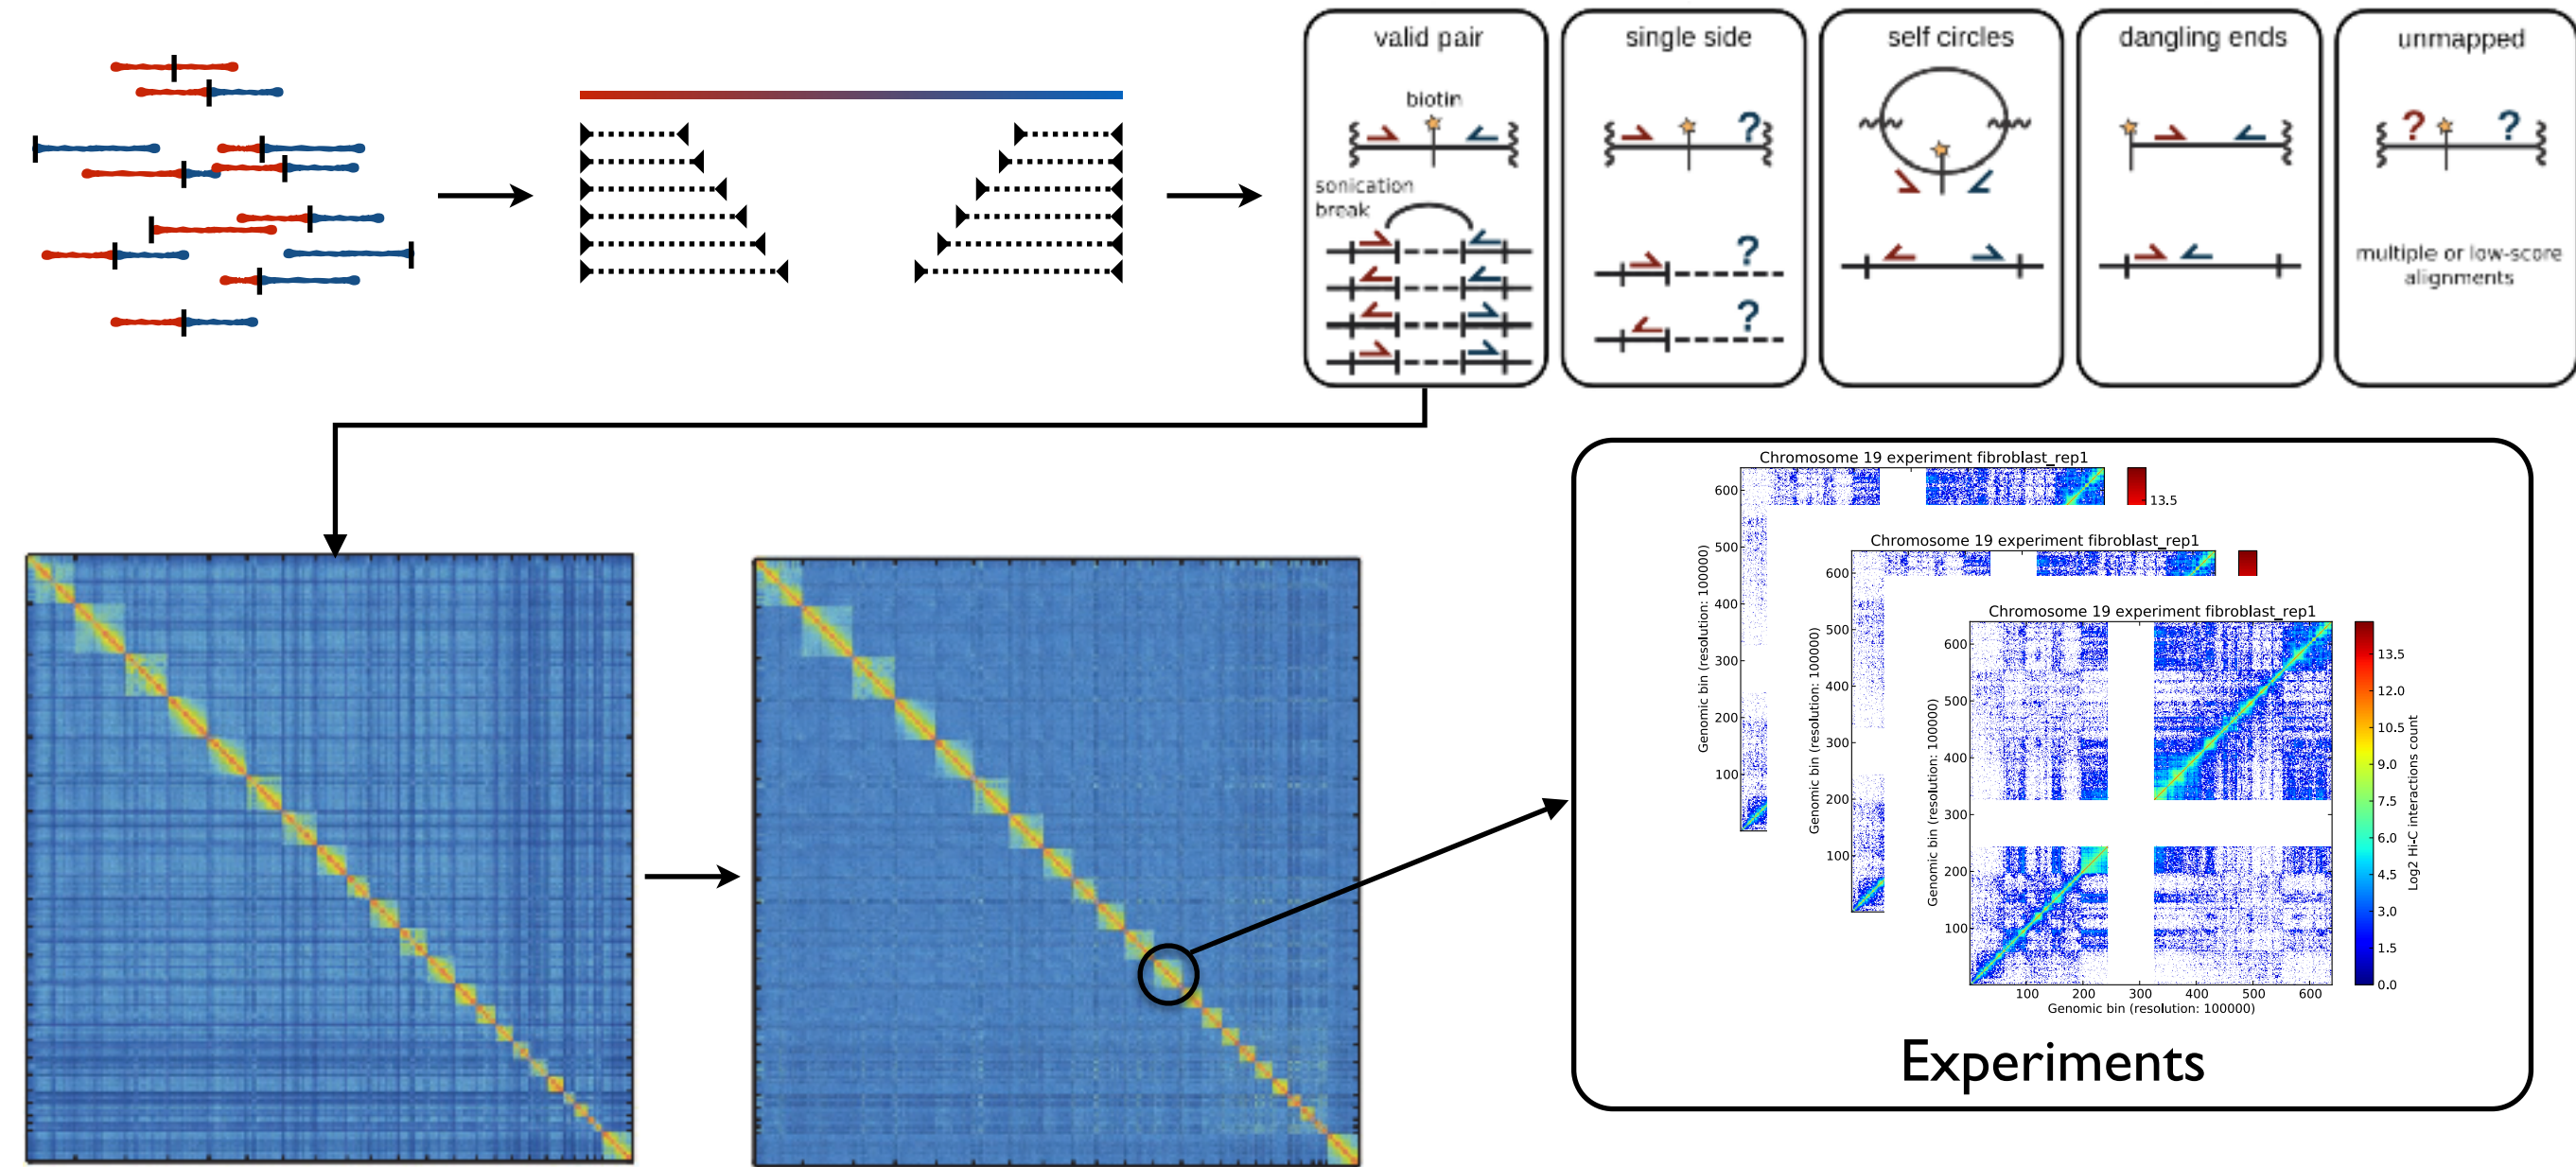 valid pair
biotin
sonication
break
single side
?
?
?
self circles
dangling ends
unmapped
? ?
multiple or low-score
alignments
Chromosome 19 experiment fibroblast_rep1
600
500
400
300
200
100
Genomic bin (resolution: 100000)
13.5
Chromosome 19 experiment fibroblast_rep1
600
500
400
300
200
100
Genomic bin (resolution: 100000)
Chromosome 19 experiment fibroblast_rep1
600
500
400
300
200
100
Genomic bin (resolution: 100000)
100 200 300 400 500 600
Genomic bin (resolution: 100000)
13.5
12.0
10.5
9.0
7.5
6.0
4.5
3.0
1.5
0.0
Log2 Hi-C interactions count
Experiments